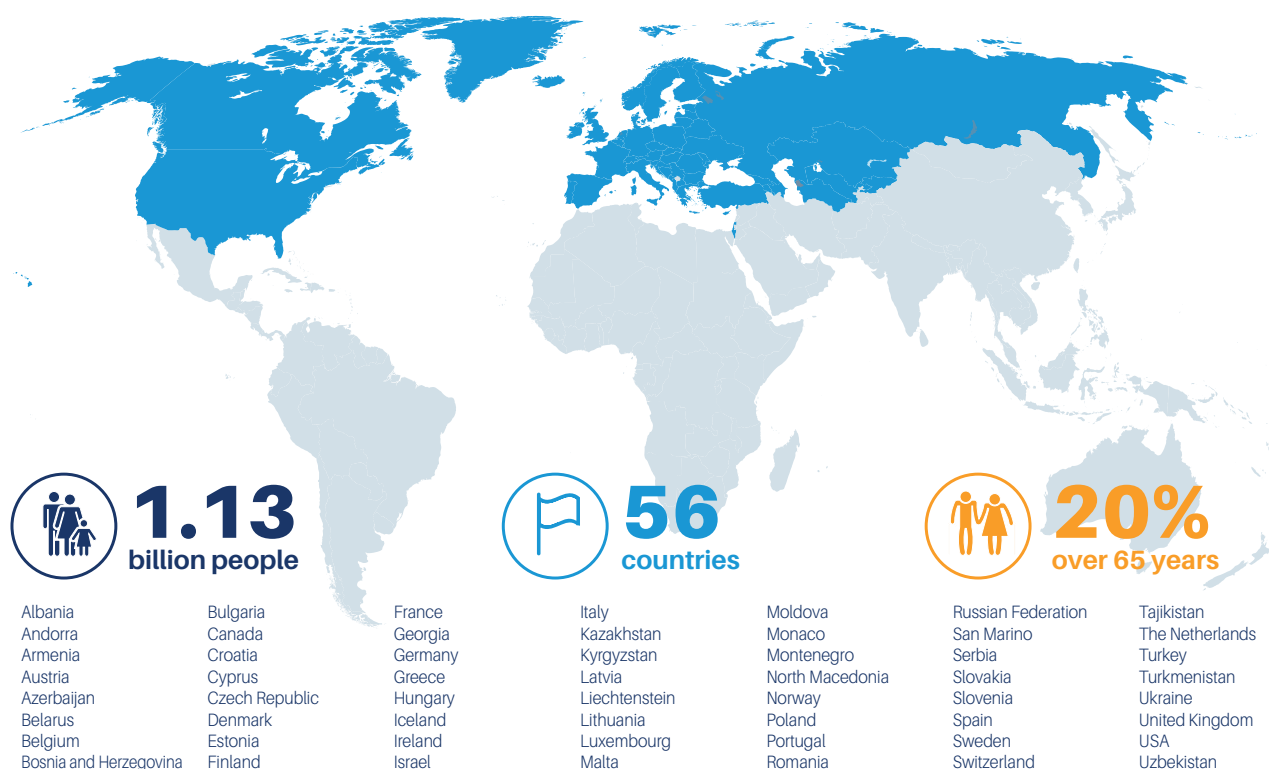 1.13
billion people
56
countries
20%
over 65 years
Albania
Andorra
Armenia
Austria
Azerbaijan
Belarus
Belgium
Bosnia and Herzegovina
Bulgaria
Canada
Croatia
Cyprus
Czech Republic
Denmark
Estonia
Finland
France
Georgia
Germany
Greece
Hungary
Iceland
Ireland
Israel
Italy
Kazakhstan
Kyrgyzstan
Latvia
Liechtenstein
Lithuania
Luxembourg
Malta
Moldova
Monaco
Montenegro
North Macedonia
Norway
Poland
Portugal
Romania
Russian Federation
San Marino
Serbia
Slovakia
Slovenia
Spain
Sweden
Switzerland
Tajikistan
The Netherlands
Turkey
Turkmenistan
Ukraine
United Kingdom
USA
Uzbekistan